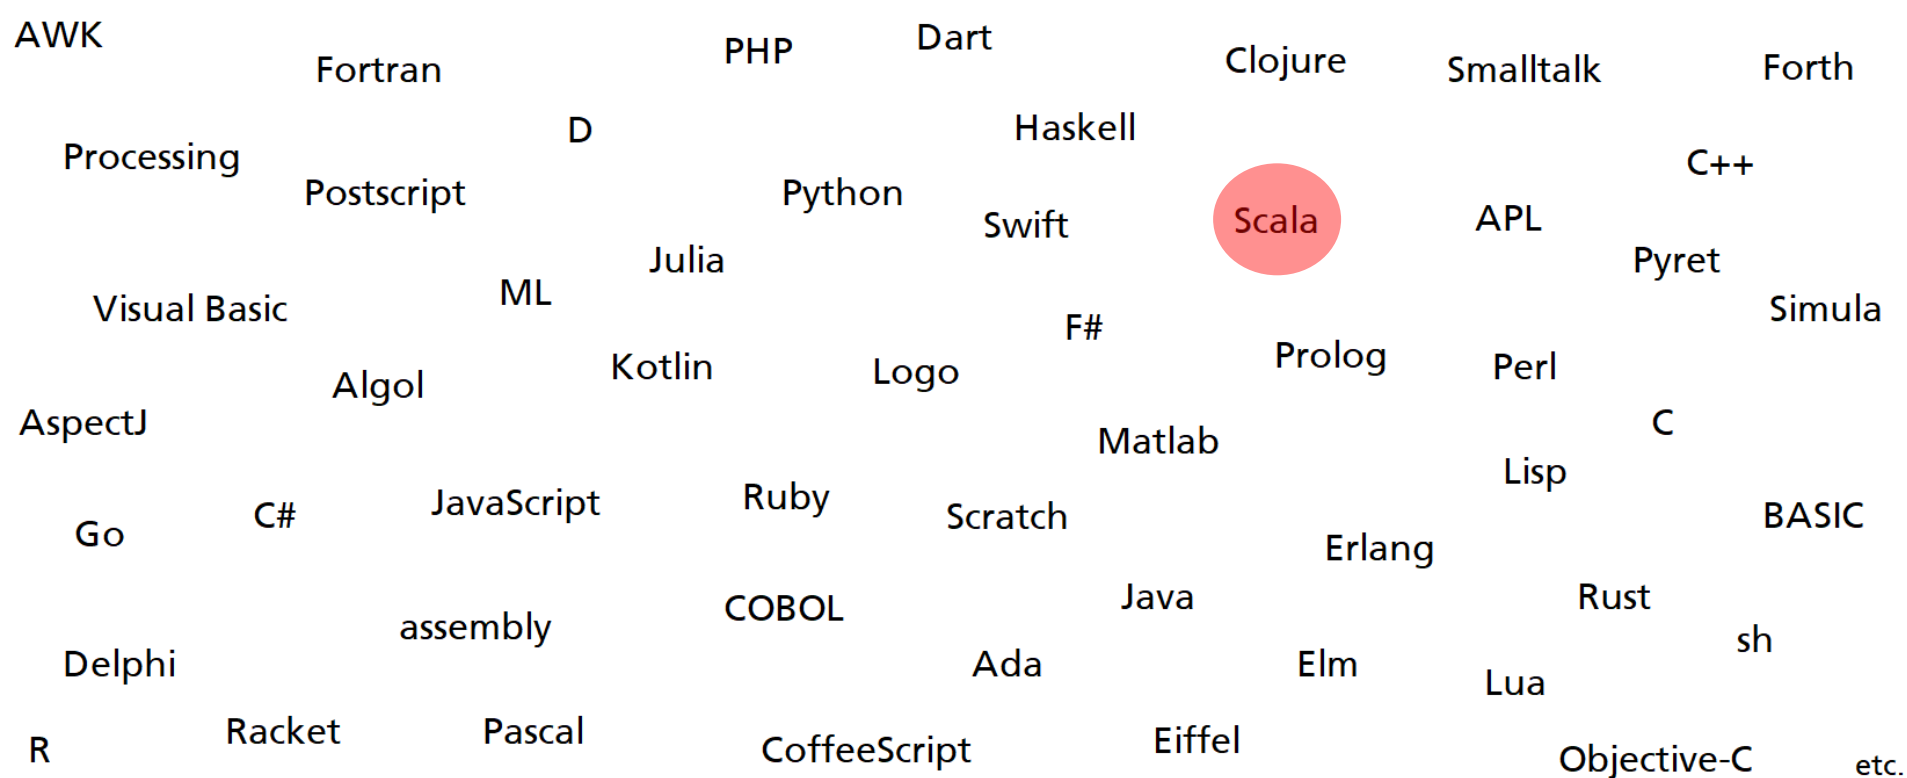 AWK
Dart
PHP
Clojure
Fortran
Smalltalk
Forth
D
Haskell
Processing
C++
Postscript
Python
Swift
Scala
APL
Julia
Pyret
ML
Visual Basic
Simula
F#
Prolog
Kotlin
Logo
Perl
Algol
AspectJ
C
Matlab
Lisp
JavaScript
Ruby
C#
Scratch
BASIC
Go
Erlang
Java
Rust
COBOL
assembly
sh
Delphi
Ada
Elm
Lua
Racket
Pascal
Eiffel
R
CoffeeScript
Objective-C
etc.